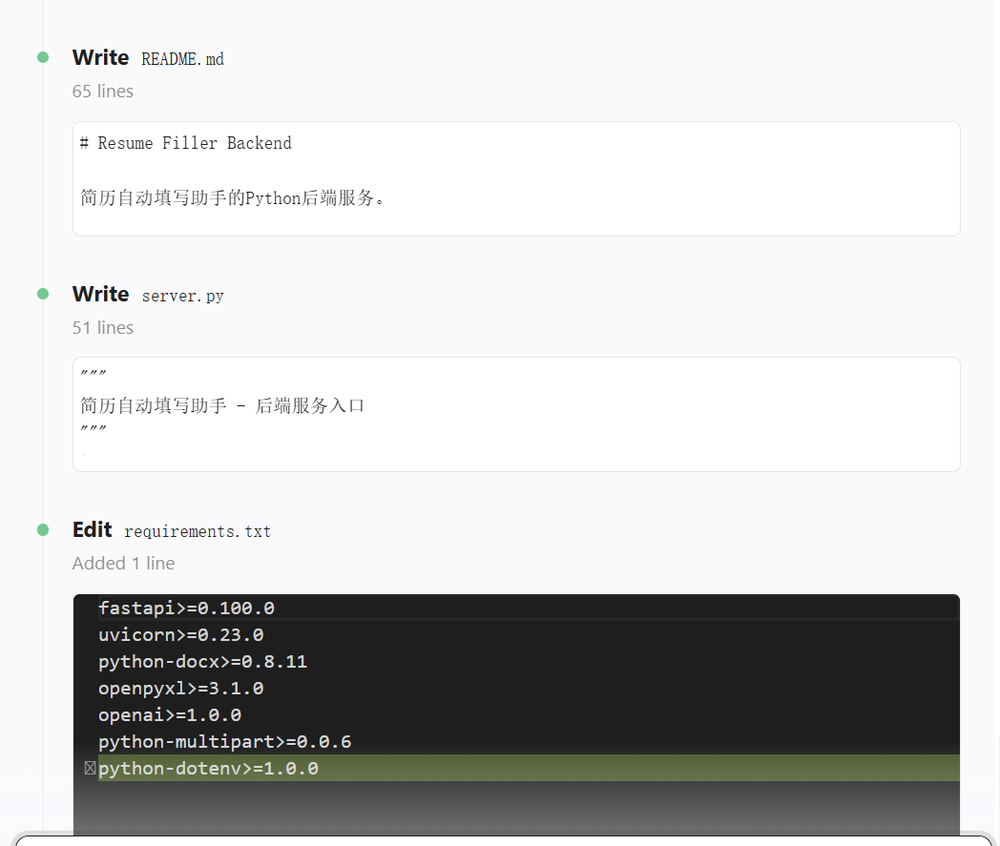 Write README.md
65 lines
# Resume Filler Backend
简历自动填写助手的Python后端服务。
Write server.py
51 lines
"""
简历自动填写助手 - 后端服务入口
"""
Edit requirements.txt
Added 1 line
fastapi>=0.100.0
uvicorn>=0.23.0
python-docx>=0.8.11
openpyxl>=3.1.0
openai>=1.0.0
python-multipart>=0.0.6
python-dotenv>=1.0.0